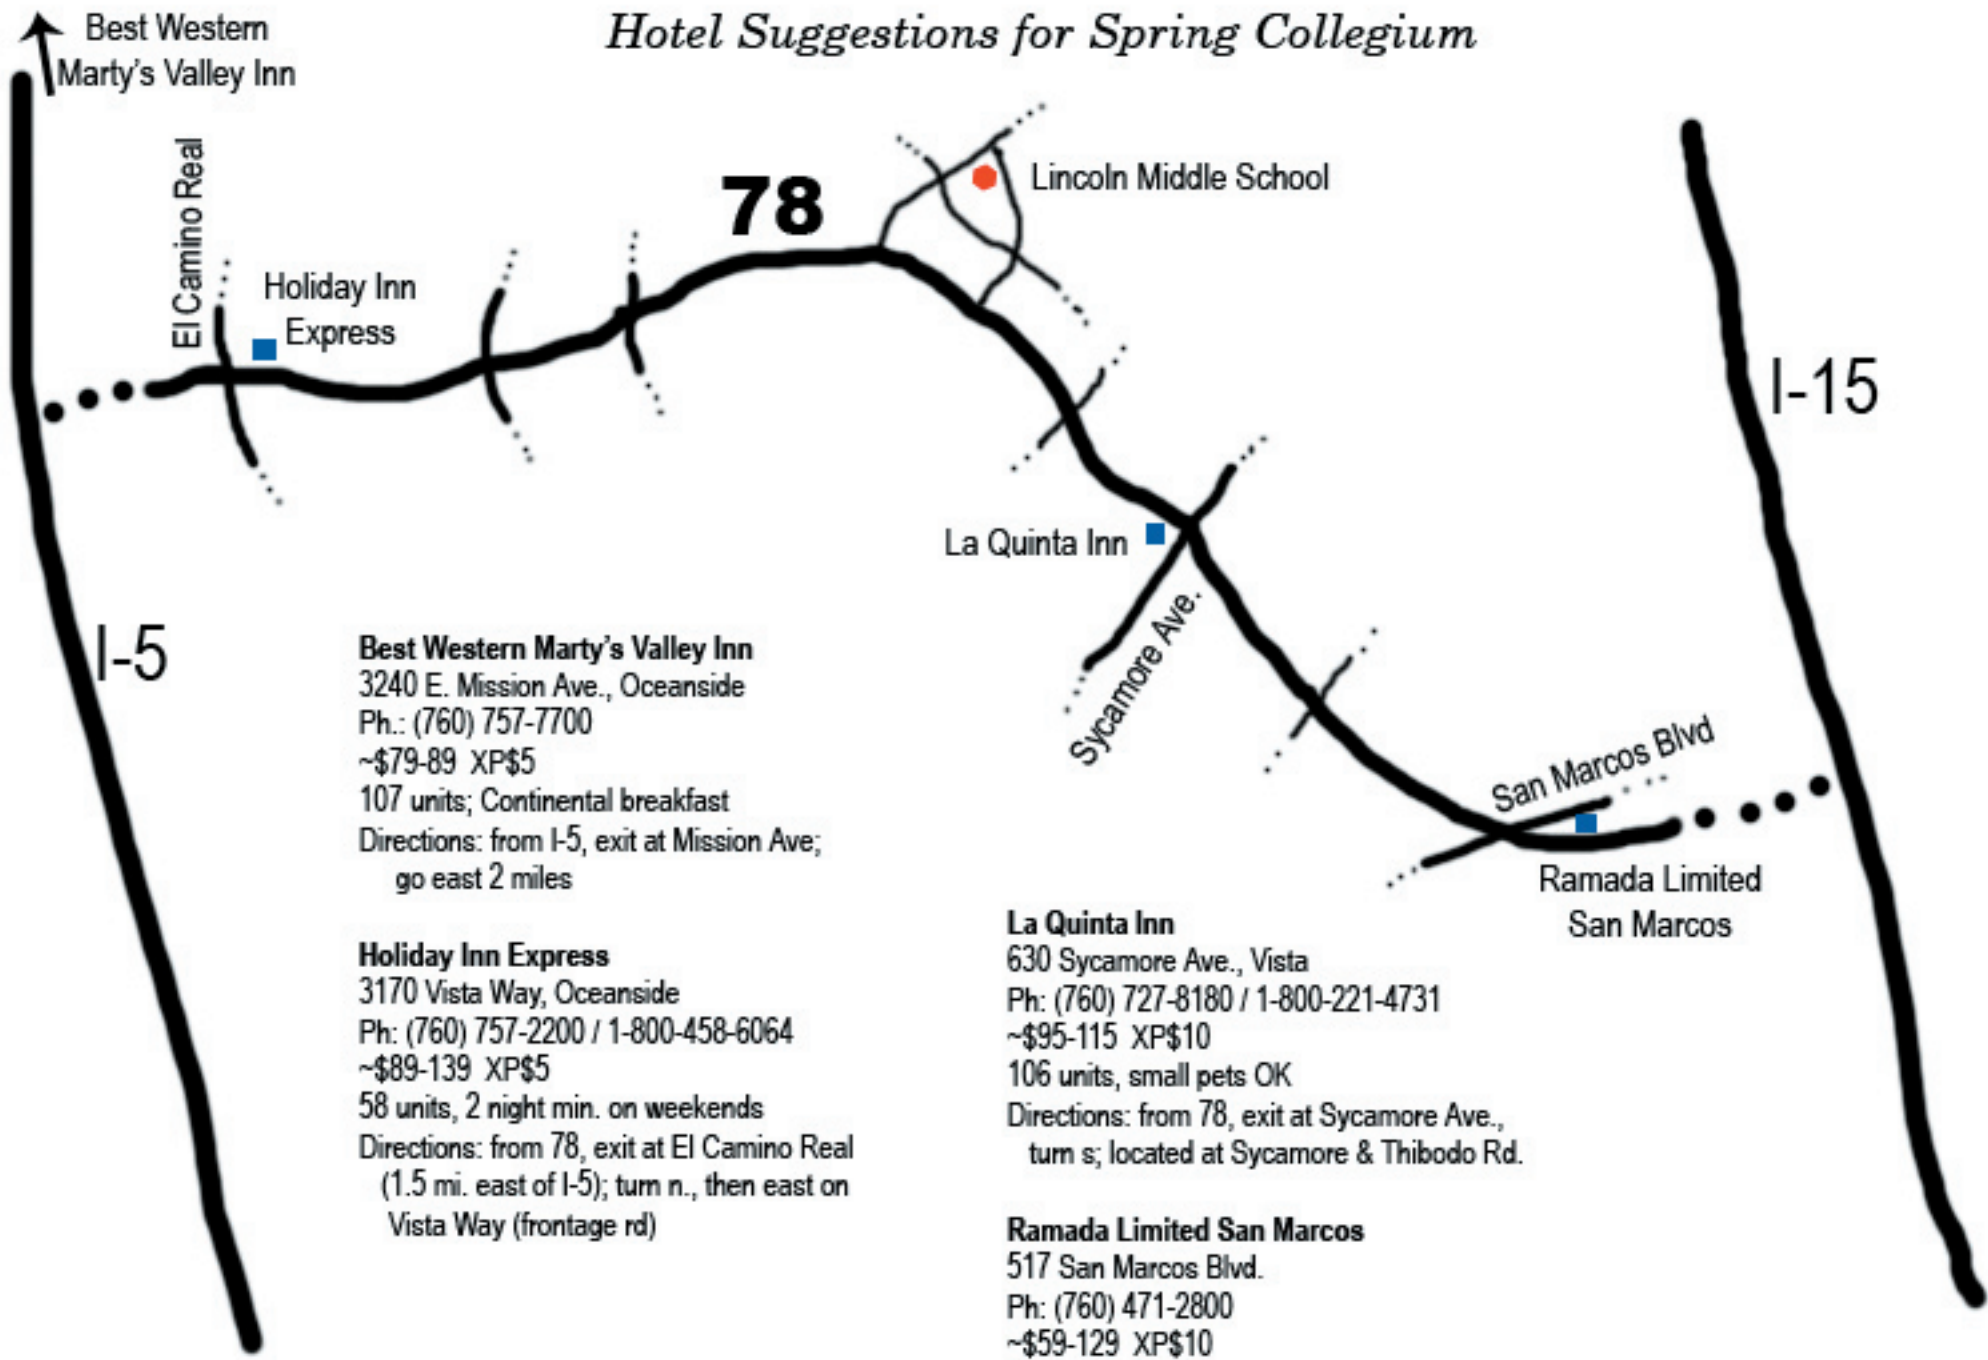 Hotel Suggestions for Spring Collegium
Best Western
Marty's Valley Inn
El Camino Real
Holiday Inn
Express
78
Lincoln Middle School
I-15
La Quinta Inn
Sycamore Ave.
I-5
San Marcos Blvd
Ramada Limited
San Marcos
Best Western Marty's Valley Inn
3240 E. Mission Ave., Oceanside
Ph.: (760) 757-7700
~$79-89 XP$5
107 units; Continental breakfast
Directions: from I-5, exit at Mission Ave;
go east 2 miles
Holiday Inn Express
3170 Vista Way, Oceanside
Ph: (760) 757-2200 / 1-800-458-6064
~$89-139 XP$5
58 units, 2 night min. on weekends
Directions: from 78, exit at El Camino Real
(1.5 mi. east of I-5); turn n., then east on
Vista Way (frontage rd)
La Quinta Inn
630 Sycamore Ave., Vista
Ph: (760) 727-8180 / 1-800-221-4731
~$95-115 XP$10
106 units, small pets OK
Directions: from 78, exit at Sycamore Ave.,
turn s; located at Sycamore & Thibodo Rd.
Ramada Limited San Marcos
517 San Marcos Blvd.
Ph: (760) 471-2800
~$59-129 XP$10